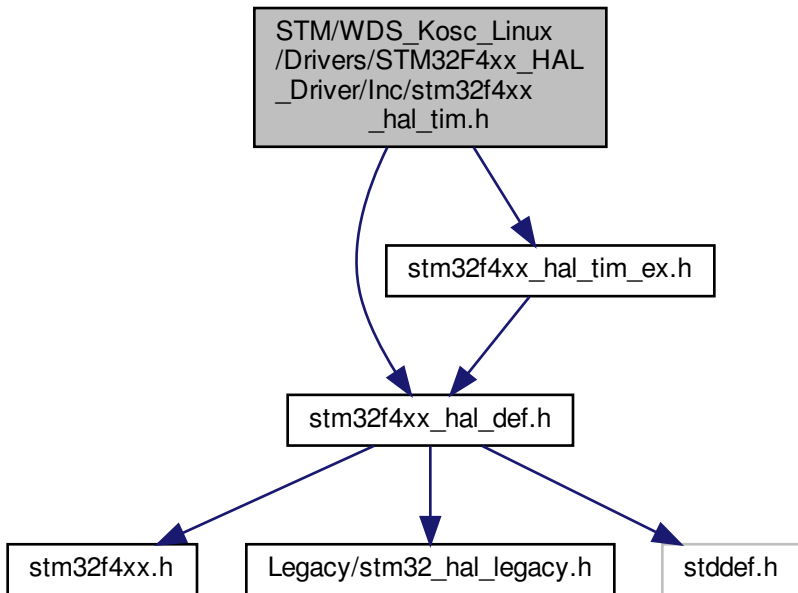 STM/WDS_Kosc_Linux
/Drivers/STM32F4xx_HAL
_Driver/Inc/stm32f4xx
_hal_tim.h
stm32f4xx_hal_tim_ex.h
stm32f4xx_hal_def.h
stm32f4xx.h
Legacy/stm32_hal_legacy.h
stddef.h